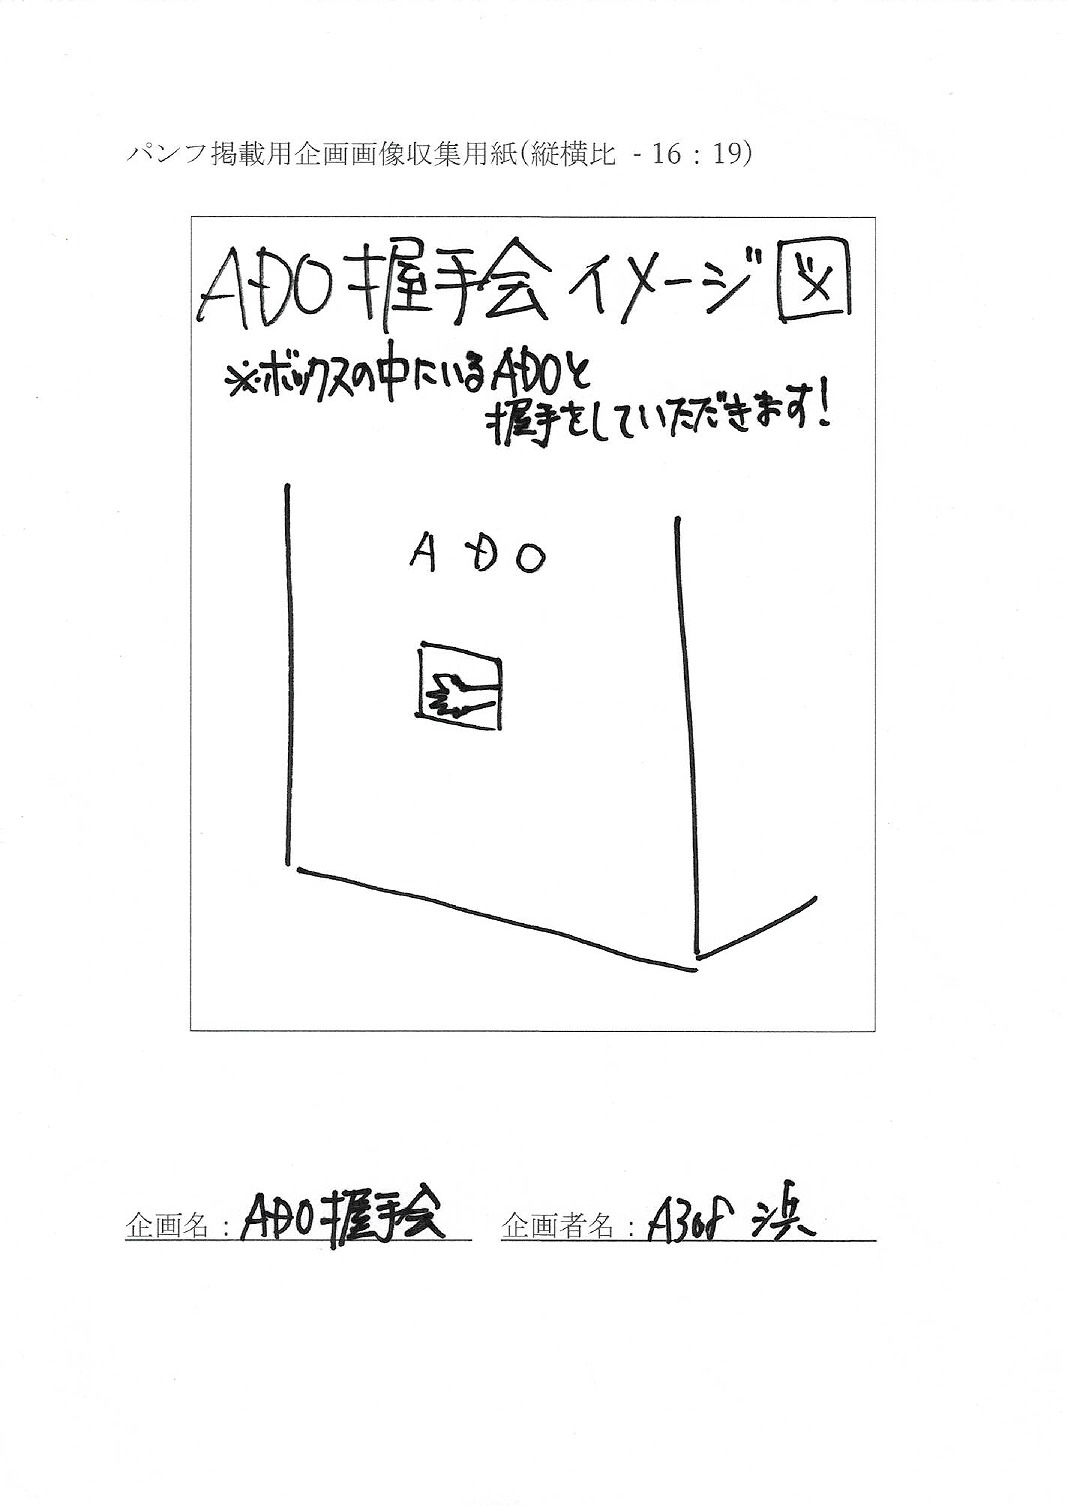 パンフ掲載用企画画像収集用紙(縦横比 - 16 : 19)
ADO握手会イメージ図
※ボックスの中にいるADOと
握手をしていただきます!
ADO
企画名:ADO握手会 企画者名:A308 浜